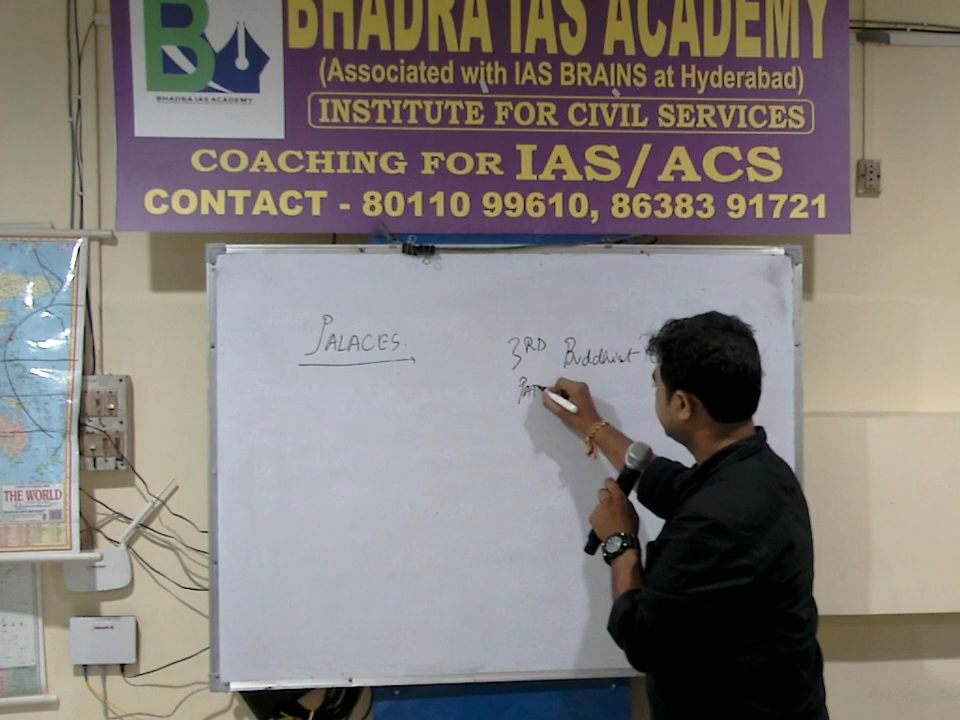 B
BHADRA IAS ACADEMY
BHADRA IAS ACADEMY
(Associated with IAS BRAINS at Hyderabad)
INSTITUTE FOR CIVIL SERVICES
COACHING FOR IAS/ACS
CONTACT - 80110 99610, 86383 91721
PALACES.
3RD Buddhist
PAT
THE WORLD